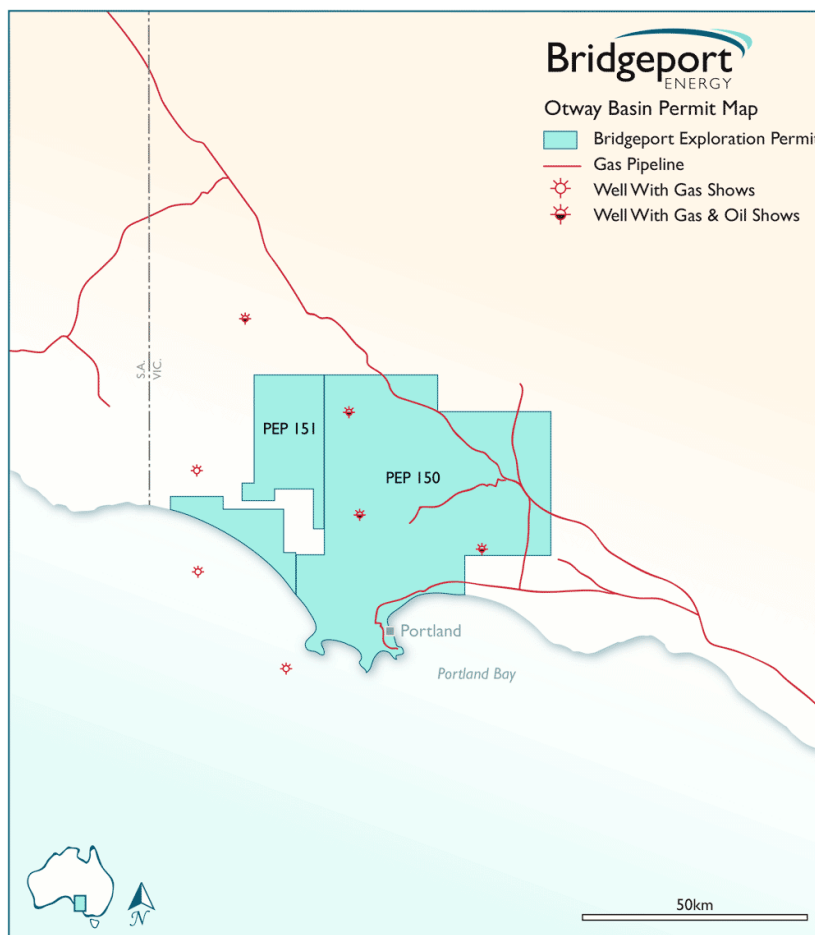 Bridgeport
ENERGY
Otway Basin Permit Map
Bridgeport Exploration Permit
Gas Pipeline
Well With Gas Shows
Well With Gas & Oil Shows
S.A.
VIC.
PEP 151
PEP 150
Portland
Portland Bay
N
50km